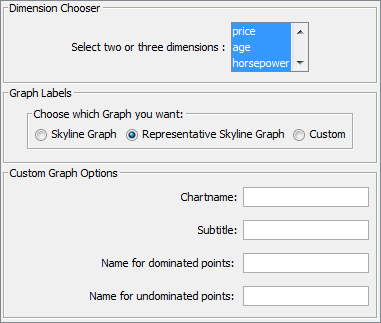 Dimension Chooser
Select two or three dimensions :
price
age
horsepower
Graph Labels
Choose which Graph you want:
Skyline Graph Representative Skyline Graph Custom
Custom Graph Options
Chartname:
Subtitle:
Name for dominated points:
Name for undominated points: